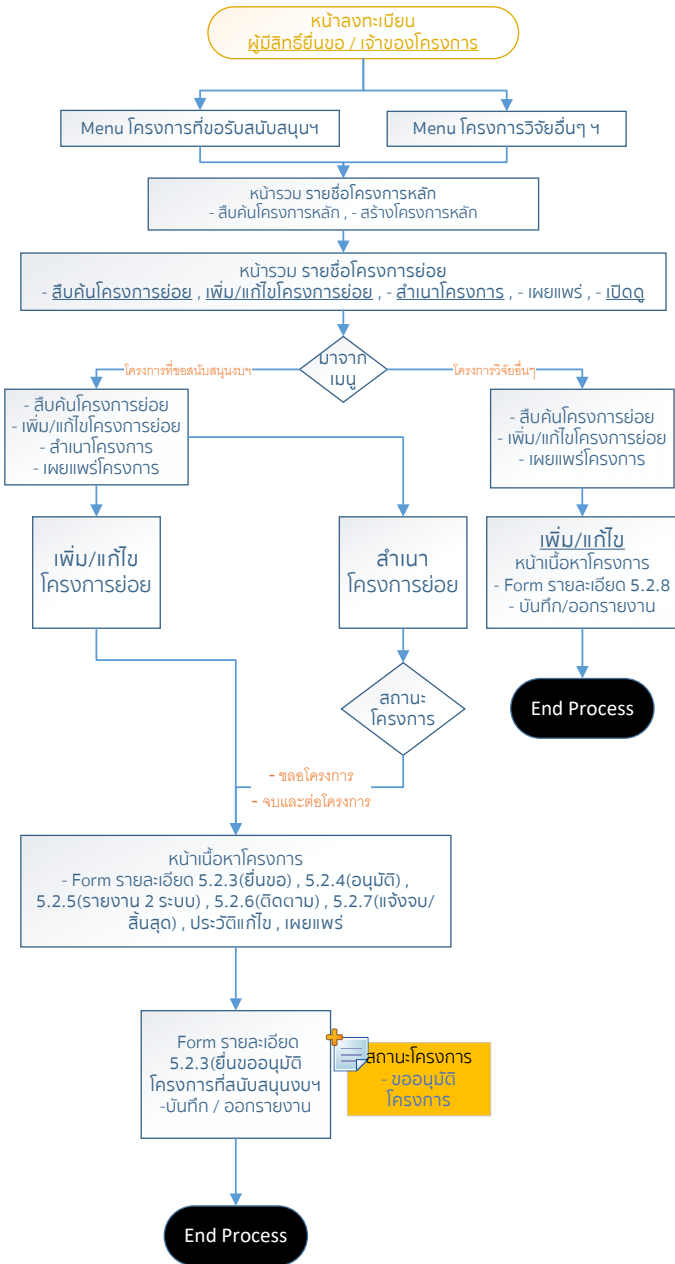 หน้าลงทะเบียน
ผู้มีสิทธิ์ยื่นขอ / เจ้าของโครงการ
Menu โครงการที่ขอรับสนับสนุนฯ
Menu โครงการวิจัยอื่นๆ ฯ
หน้ารวม รายชื่อโครงการหลัก
- สืบค้นโครงการหลัก , - สร้างโครงการหลัก
หน้ารวม รายชื่อโครงการย่อย
- สืบค้นโครงการย่อย , เพิ่ม/แก้ไขโครงการย่อย , - สำเนาโครงการ , - เผยแพร่ , - เปิดดู
มาจาก
เมนู
โครงการที่ขอสนับสนุนงบฯ
โครงการวิจัยอื่นๆ
- สืบค้นโครงการย่อย
- เพิ่ม/แก้ไขโครงการย่อย
- สำเนาโครงการ
- เผยแพร่โครงการ
- สืบค้นโครงการย่อย
- เพิ่ม/แก้ไขโครงการย่อย
- เผยแพร่โครงการ
เพิ่ม/แก้ไข
โครงการย่อย
สำเนา
โครงการย่อย
เพิ่ม/แก้ไข
หน้าเนื้อหาโครงการ
- Form รายละเอียด 5.2.8
- บันทึก/ออกรายงาน
สถานะ
โครงการ
End Process
- ชลอโครงการ
- จบและต่อโครงการ
หน้าเนื้อหาโครงการ
- Form รายละเอียด 5.2.3(ยื่นขอ) , 5.2.4(อนุมัติ) ,
5.2.5(รายงาน 2 ระบบ) , 5.2.6(ติดตาม) , 5.2.7(แจ้งจบ/
สิ้นสุด) , ประวัติแก้ไข , เผยแพร่
Form รายละเอียด
5.2.3(ยื่นขออนุมัติ
โครงการที่สนับสนุนงบฯ
-บันทึก / ออกรายงาน
สถานะโครงการ
- ขออนุมัติ
โครงการ
End Process